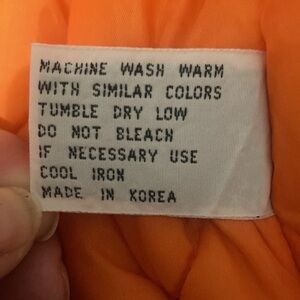 MACHINE WASH WARM
WITH SIMILAR COLORS
TUMBLE DRY LOW
DO NOT BLEACH
IF NECESSARY USE
COOL IRON
MADE IN KOREA